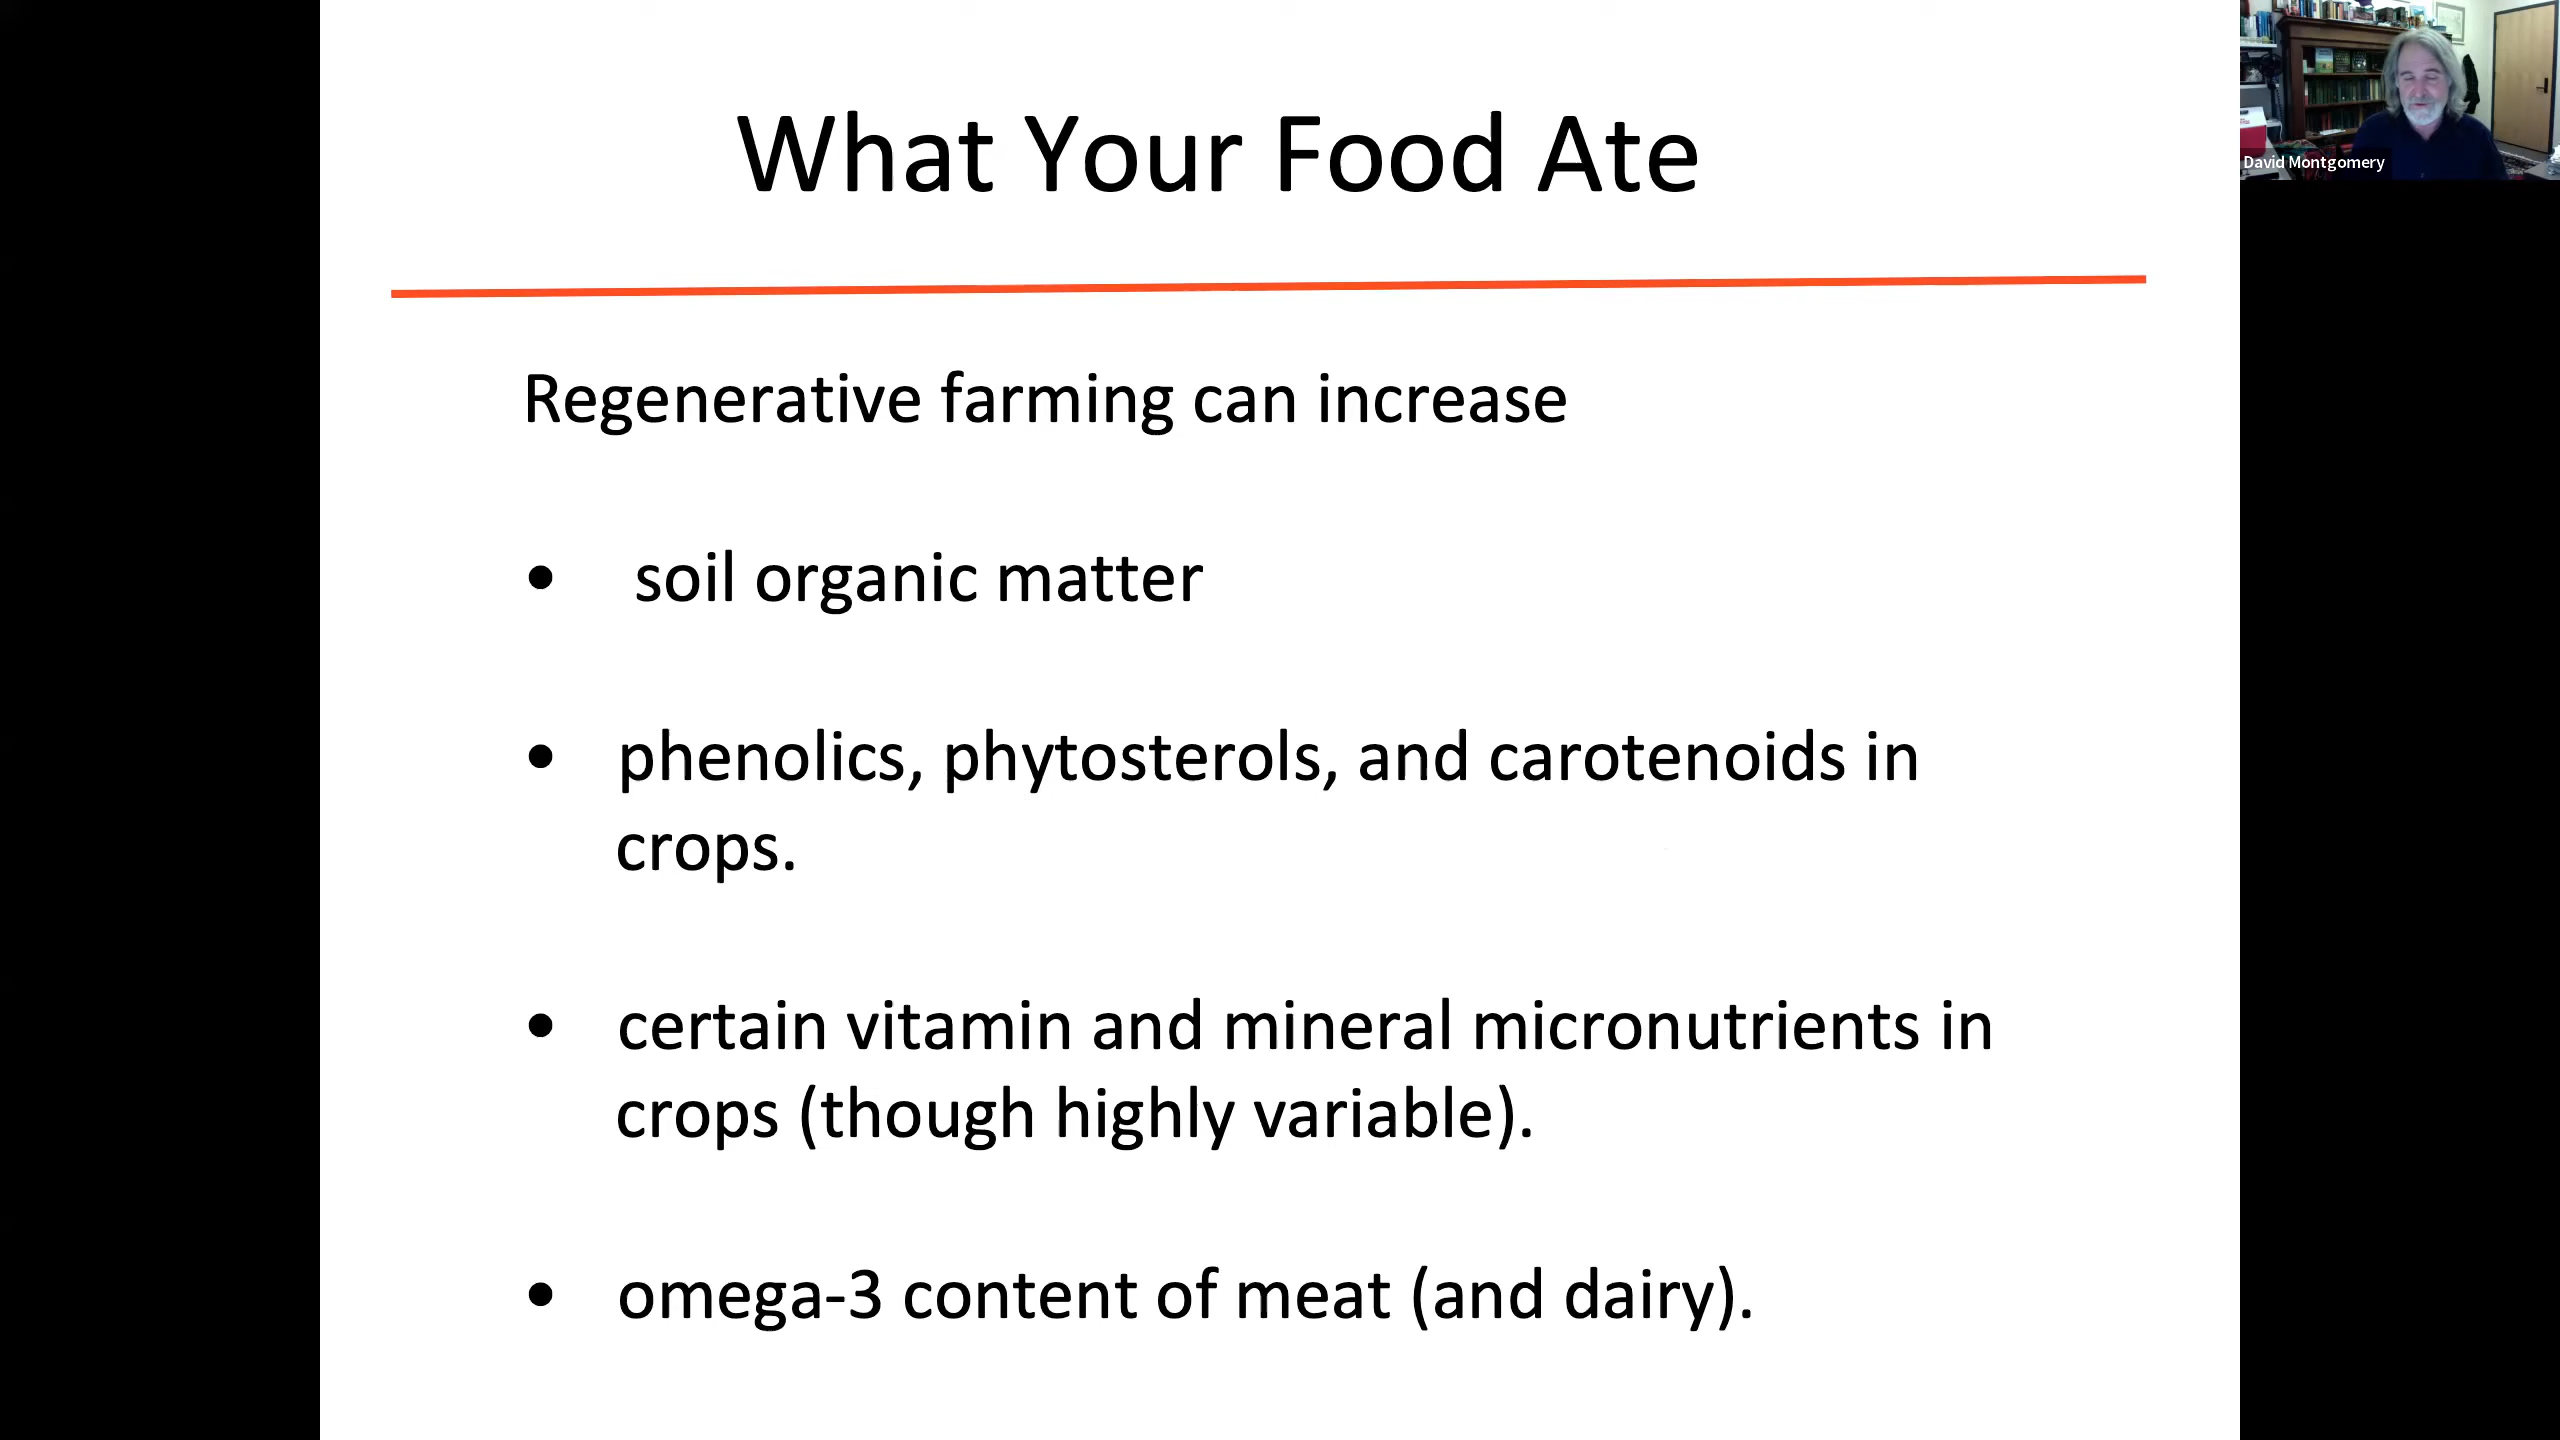 What Your Food Ate
David Montgomery
Regenerative farming can increase
• soil organic matter
• phenolics, phytosterols, and carotenoids in
crops.
• certain vitamin and mineral micronutrients in
crops (though highly variable).
• omega-3 content of meat (and dairy).